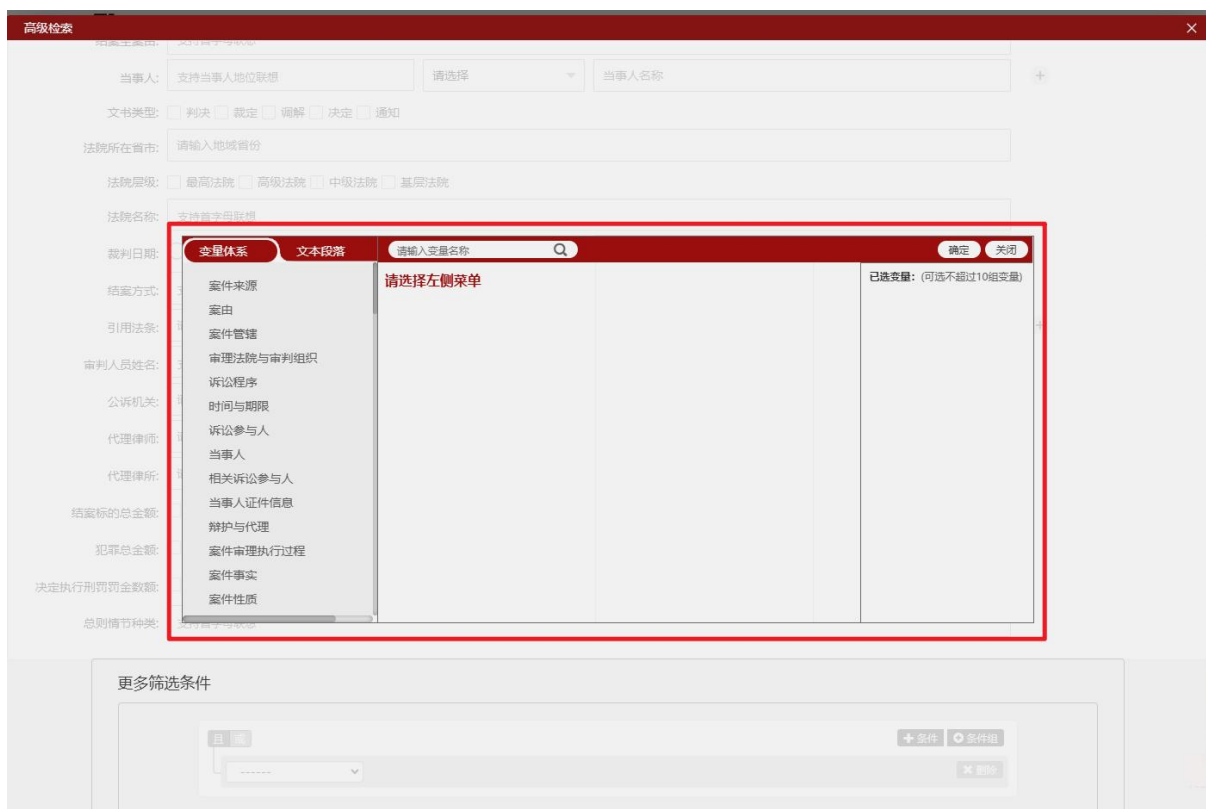 高级检索
结案主案由: 支持首字母联想
当事人: 支持当事人地位联想 请选择 当事人名称
文书类型: 判决 裁定 调解 决定 通知
法院所在省市: 请输入地域省份
法院层级: 最高法院 高级法院 中级法院 基层法院
法院名称: 支持首字母联想
裁判日期:
结案方式:
引用法条:
审判人员姓名:
公诉机关:
代理律师:
代理律所:
结案标的总金额:
犯罪总金额:
决定执行刑罚罚金数额:
总则情节种类: 支持首字母联想
变量体系 文本段落 请输入变量名称 确定 关闭
案件来源
案由
案件管辖
审理法院与审判组织
诉讼程序
时间与期限
诉讼参与人
当事人
相关诉讼参与人
当事人证件信息
辩护与代理
案件审理执行过程
案件事实
案件性质
请选择左侧菜单
已选变量: (可选不超过10组变量)
更多筛选条件
且 或 条件 条件组
------ 删除